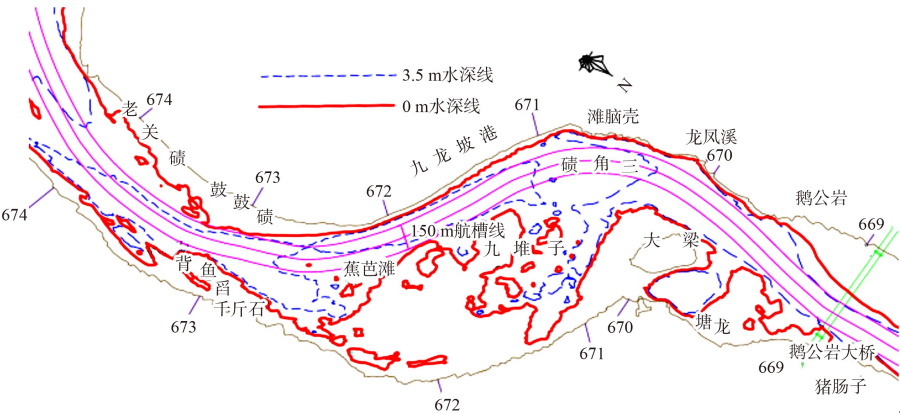 3.5 m水深线
0 m水深线
N
674
老关碛
673
鼓鼓碛
672
九龙坡港
671
滩脑壳
龙凤溪
670
鹅公岩
669
三角碛
150 m航槽线
九堆子
大梁
蕉芭滩
背鱼
舀
千斤石
674
673
672
671
670
龙塘
669
鹅公岩大桥
猪肠子